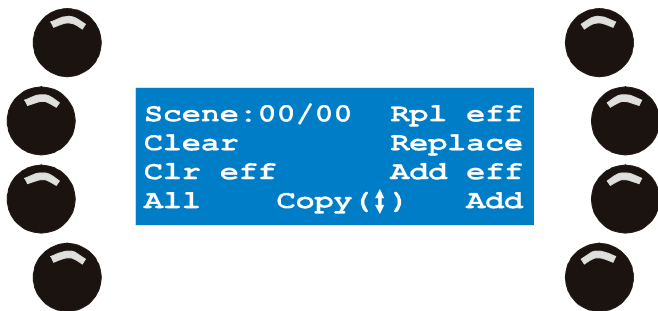 Scene:00/00 Rpl eff
Clear Replace
Clr eff Add eff
All Copy(↕) Add